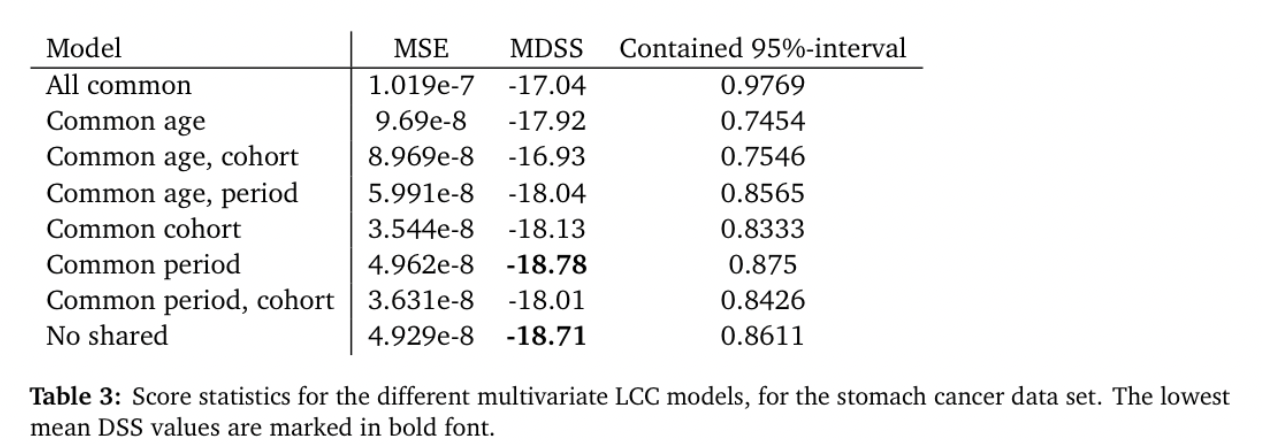 Model MSE MDSS Contained 95%-interval
All common 1.019e-7 -17.04 0.9769
Common age 9.69e-8 -17.92 0.7454
Common age, cohort 8.969e-8 -16.93 0.7546
Common age, period 5.991e-8 -18.04 0.8565
Common cohort 3.544e-8 -18.13 0.8333
Common period 4.962e-8 -18.78 0.875
Common period, cohort 3.631e-8 -18.01 0.8426
No shared 4.929e-8 -18.71 0.8611
Table 3: Score statistics for the different multivariate LCC models, for the stomach cancer data set. The lowest
mean DSS values are marked in bold font.